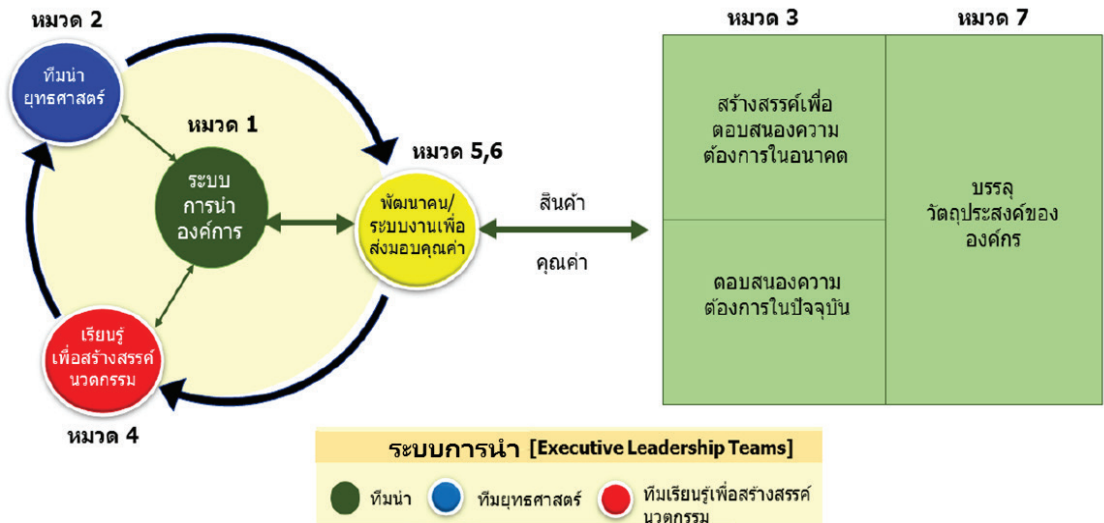 หมวด 2
ทีมนำ
ยุทธศาสตร์
หมวด 1
ระบบ
การนำ
องค์การ
หมวด 5,6
พัฒนาคน/
ระบบงานเพื่อ
ส่งมอบคุณค่า
เรียนรู้
เพื่อสร้างสรรค์
นวตกรรม
หมวด 4
สินค้า
คุณค่า
หมวด 3
หมวด 7
สร้างสรรค์เพื่อ
ตอบสนองความ
ต้องการในอนาคต
ตอบสนองความ
ต้องการในปัจจุบัน
บรรลุ
วัตถุประสงค์ของ
องค์กร
ระบบการนำ [Executive Leadership Teams]
ทีมนำ
ทีมยุทธศาสตร์
ทีมเรียนรู้เพื่อสร้างสรรค์
นวตกรรม